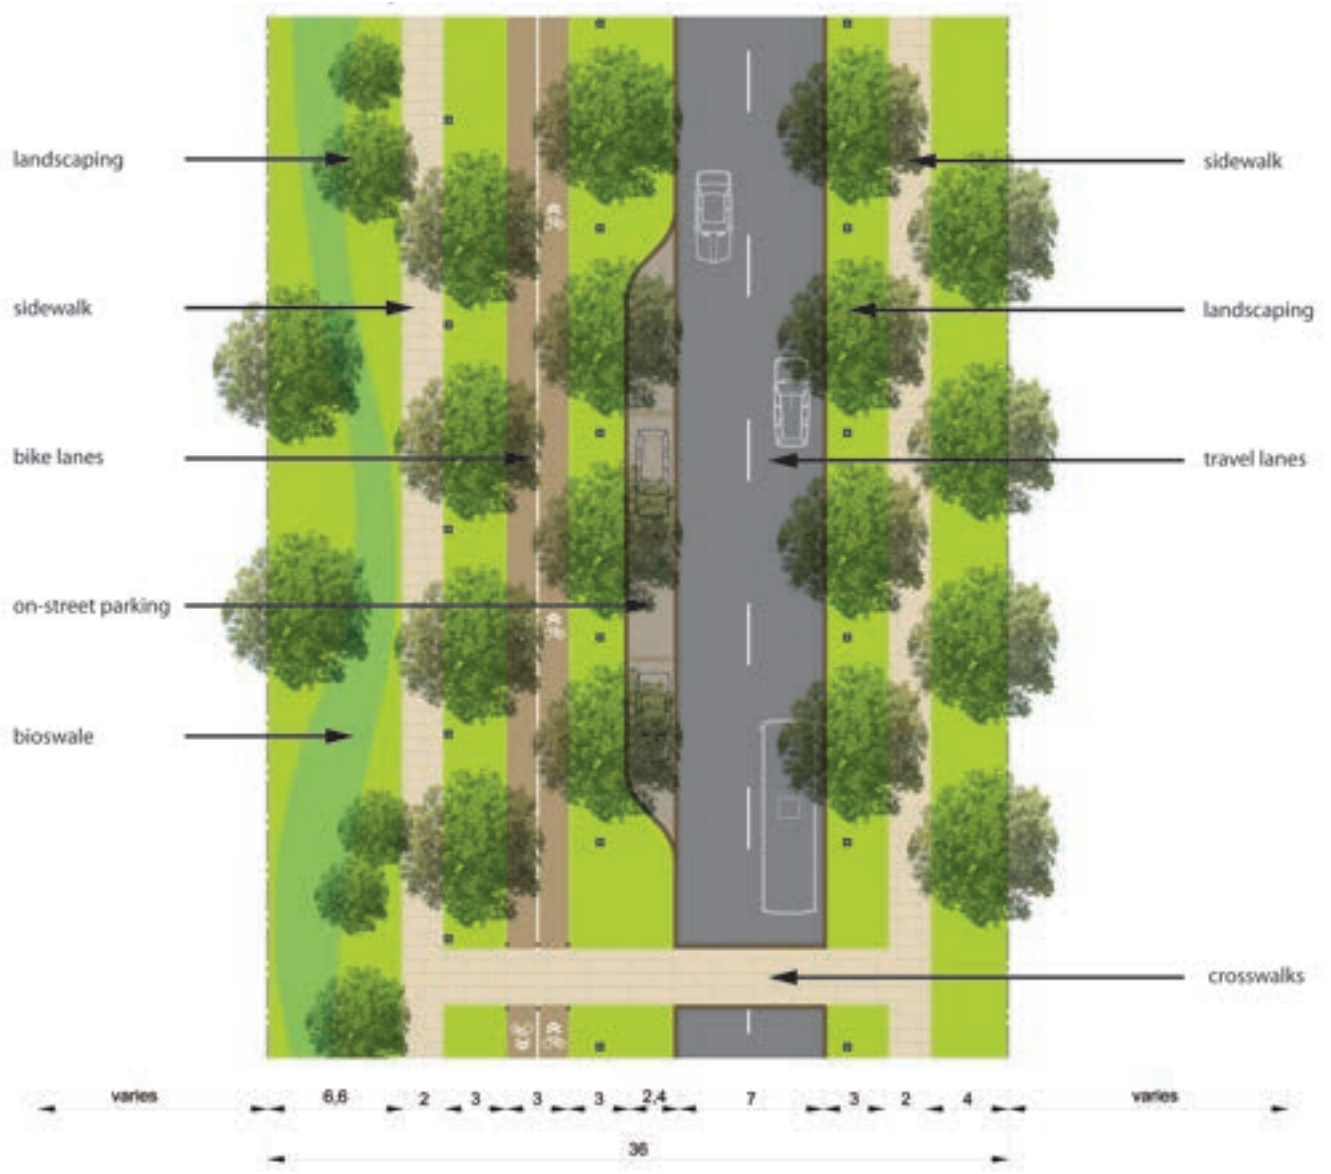 landscaping
sidewalk
bike lanes
on-street parking
bioswale
sidewalk
landscaping
travel lanes
crosswalks
varies 6,6 2 3 3 3 2,4 7 3 2 4 varies
36